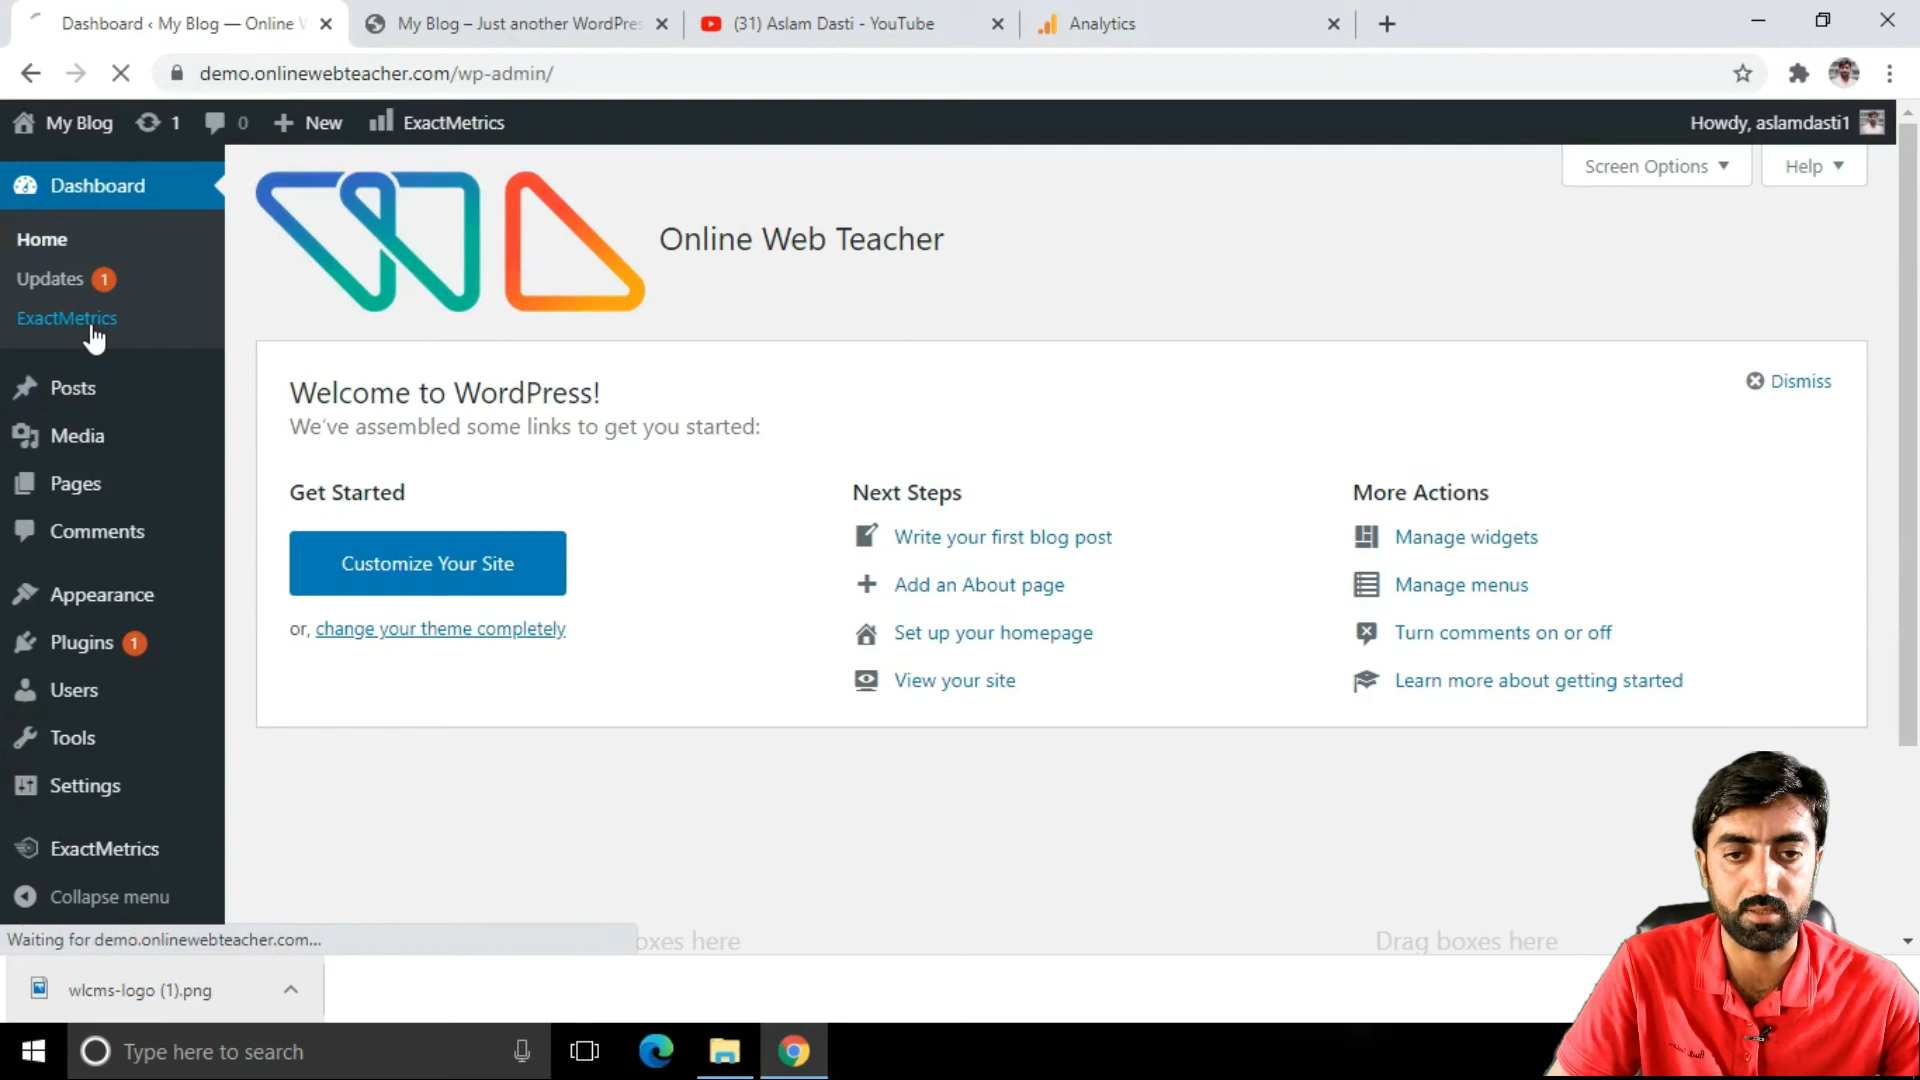 Dashboard ‹ My Blog — Online W
My Blog – Just another WordPres
(31) Aslam Dasti - YouTube
Analytics
demo.onlinewebteacher.com/wp-admin/
My Blog
1
0
New
ExactMetrics
Howdy, aslamdasti1
Dashboard
Home
Updates 1
ExactMetrics
Posts
Media
Pages
Comments
Appearance
Plugins 1
Users
Tools
Settings
ExactMetrics
Collapse menu
Screen Options
Help
Online Web Teacher
Welcome to WordPress!
We've assembled some links to get you started:
Dismiss
Get Started
Customize Your Site
or, change your theme completely
Next Steps
Write your first blog post
Add an About page
Set up your homepage
View your site
More Actions
Manage widgets
Manage menus
Turn comments on or off
Learn more about getting started
oxes here
Drag boxes here
Waiting for demo.onlinewebteacher.com...
wlcms-logo (1).png
Type here to search